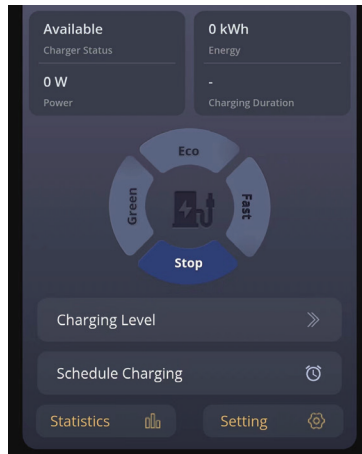 Available
Charger Status
0 W
Power
0 kWh
Energy
-
Charging Duration
Eco
Green
Fast
Stop
Charging Level
Schedule Charging
Statistics
Setting